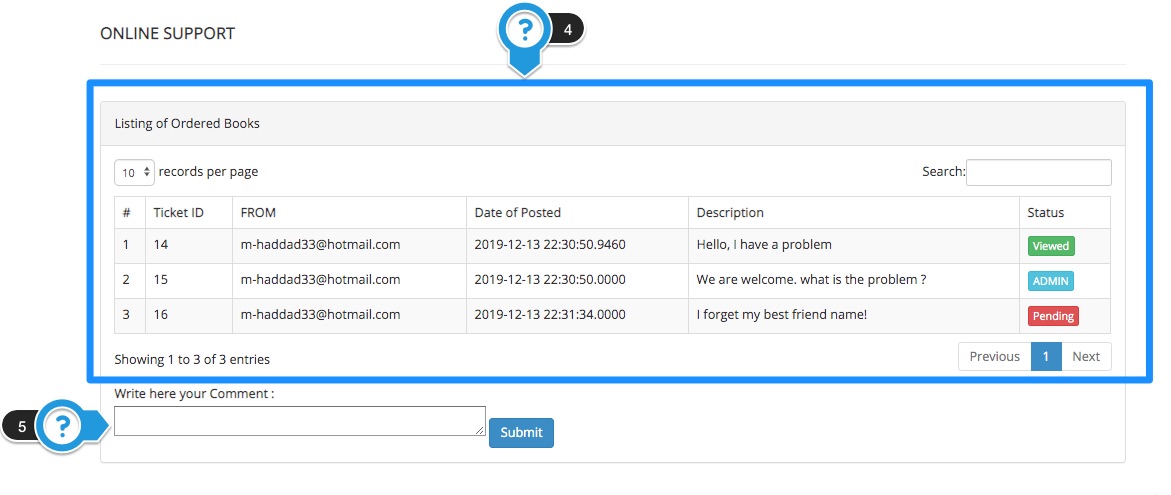 ONLINE SUPPORT
? 4
Listing of Ordered Books
10 records per page Search:
# Ticket ID FROM Date of Posted Description Status
1 14 m-haddad33@hotmail.com 2019-12-13 22:30:50.9460 Hello, I have a problem Viewed
2 15 m-haddad33@hotmail.com 2019-12-13 22:30:50.0000 We are welcome. what is the problem ? ADMIN
3 16 m-haddad33@hotmail.com 2019-12-13 22:31:34.0000 I forget my best friend name! Pending
Showing 1 to 3 of 3 entries Previous 1 Next
Write here your Comment :
5 ? Submit